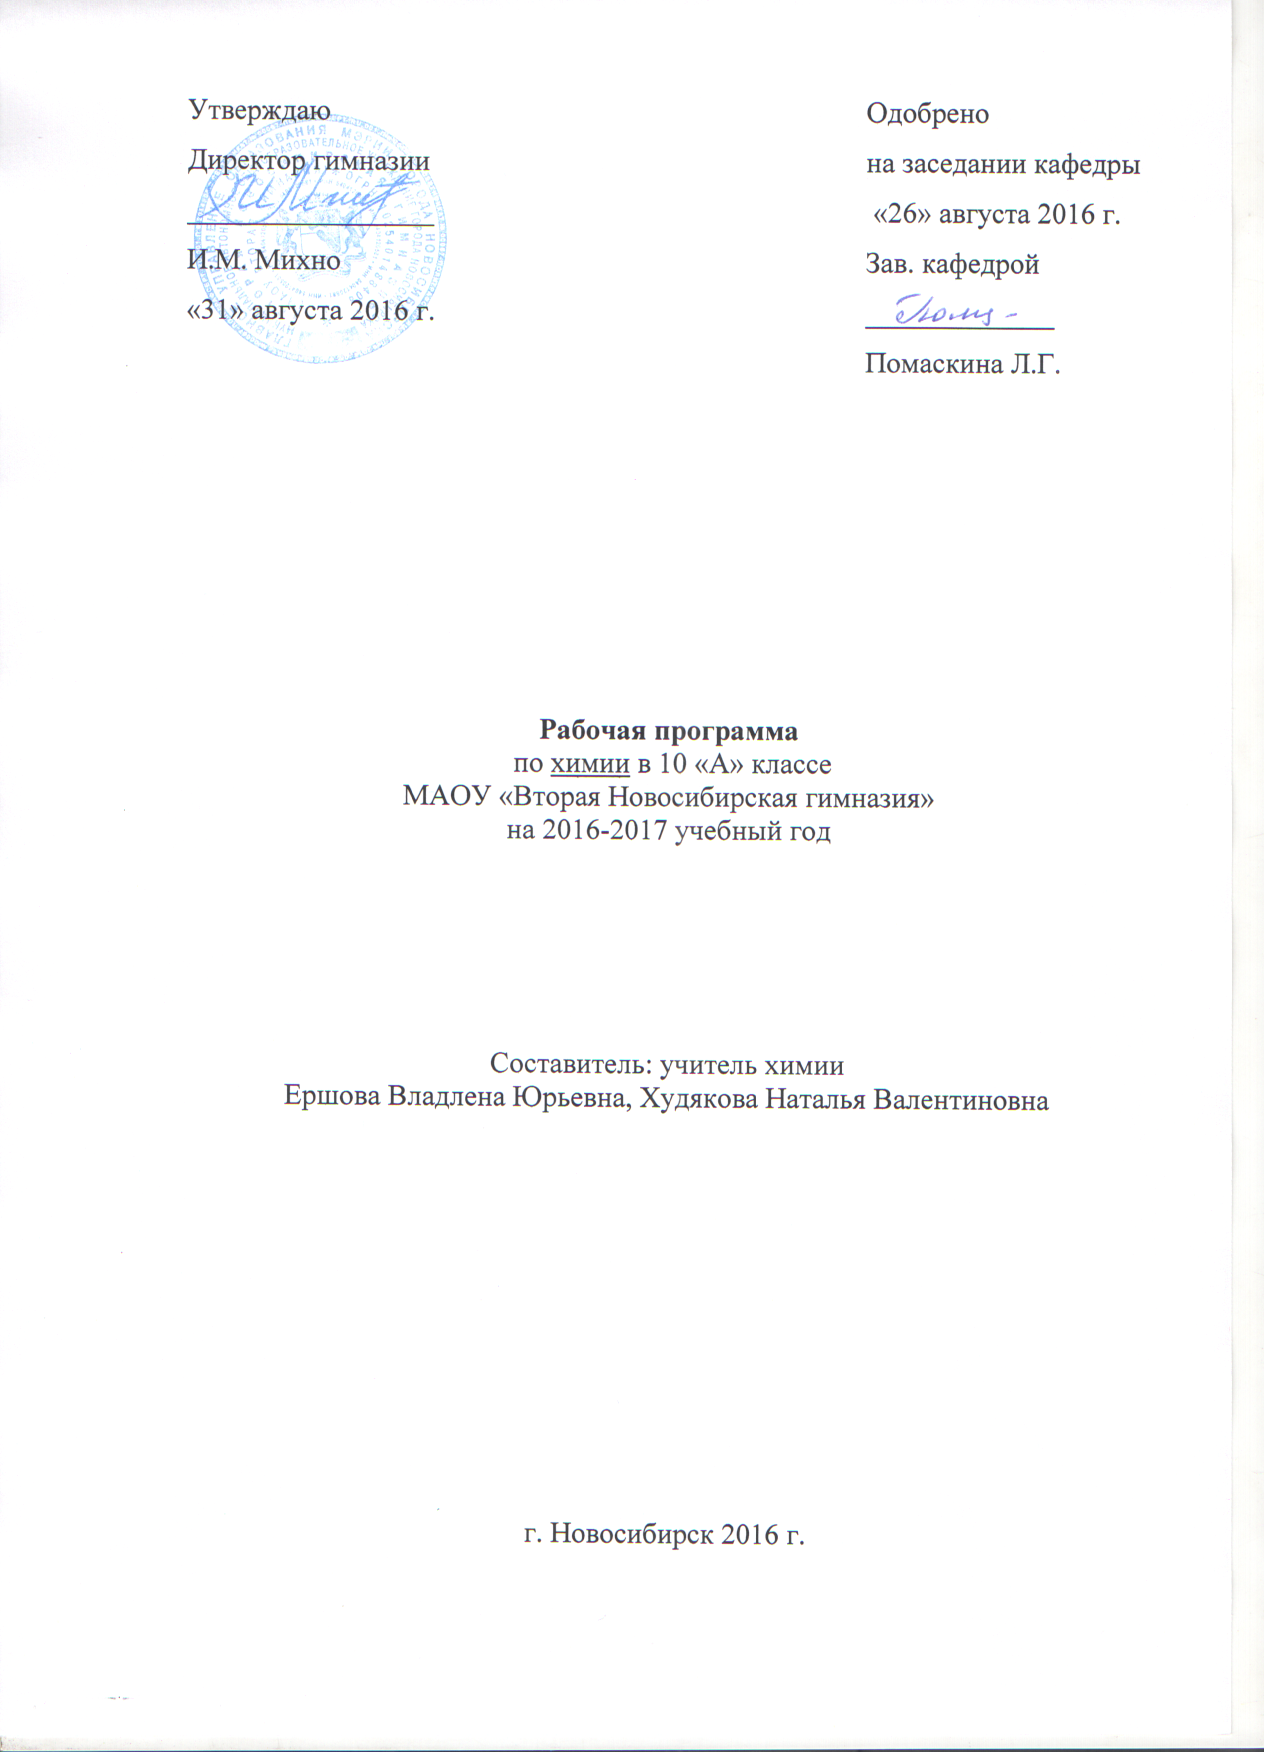 Утверждаю
Директор гимназии
И.М. Михно
«31» августа 2016 г.
Одобрено
на заседании кафедры
«26» августа 2016 г.
Зав. кафедрой
Помаскина Л.Г.
Рабочая программа
по химии в 10 «А» классе
МАОУ «Вторая Новосибирская гимназия»
на 2016-2017 учебный год
Составитель: учитель химии
Ершова Владлена Юрьевна, Худякова Наталья Валентиновна
г. Новосибирск 2016 г.